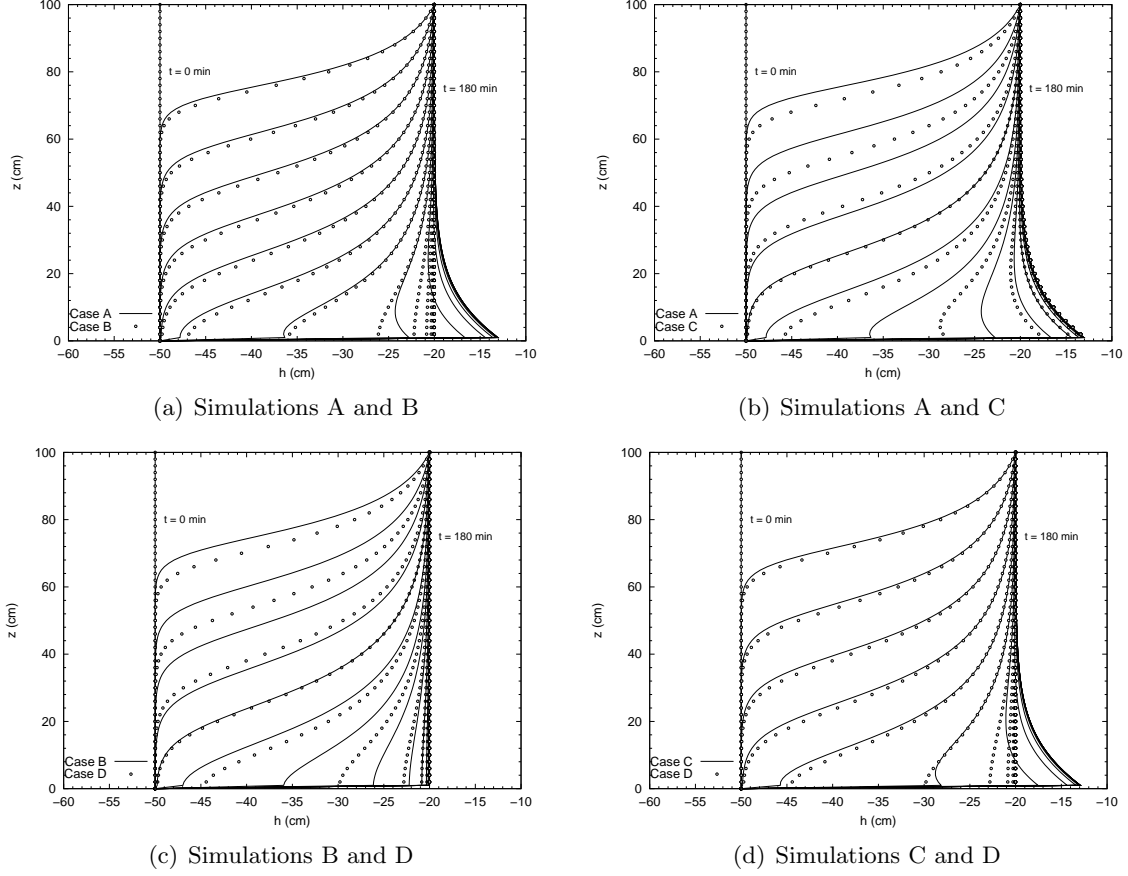 100
80
60
40
20
0
z (cm)
t = 0 min
t = 180 min
Case A
Case B
−60 −55 −50 −45 −40 −35 −30 −25 −20 −15 −10
h (cm)
(a) Simulations A and B
100
80
60
40
20
0
z (cm)
t = 0 min
t = 180 min
Case A
Case C
−60 −55 −50 −45 −40 −35 −30 −25 −20 −15 −10
h (cm)
(b) Simulations A and C
100
80
60
40
20
0
z (cm)
t = 0 min
t = 180 min
Case B
Case D
−60 −55 −50 −45 −40 −35 −30 −25 −20 −15 −10
h (cm)
(c) Simulations B and D
100
80
60
40
20
0
z (cm)
t = 0 min
t = 180 min
Case C
Case D
−60 −55 −50 −45 −40 −35 −30 −25 −20 −15 −10
h (cm)
(d) Simulations C and D